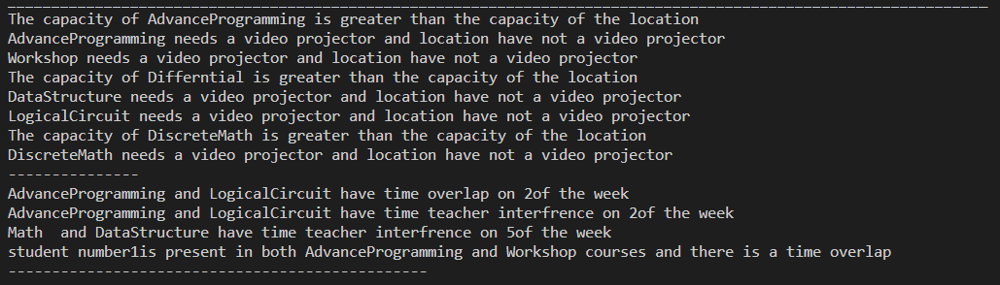 ________________________________________________________________________________________________________________
The capacity of AdvanceProgramming is greater than the capacity of the location
AdvanceProgramming needs a video projector and location have not a video projector
Workshop needs a video projector and location have not a video projector
The capacity of Differntial is greater than the capacity of the location
DataStructure needs a video projector and location have not a video projector
LogicalCircuit needs a video projector and location have not a video projector
The capacity of DiscreteMath is greater than the capacity of the location
DiscreteMath needs a video projector and location have not a video projector
---------------
AdvanceProgramming and LogicalCircuit have time overlap on 2of the week
AdvanceProgramming and LogicalCircuit have time teacher interfrence on 2of the week
Math  and DataStructure have time teacher interfrence on 5of the week
student number1is present in both AdvanceProgramming and Workshop courses and there is a time overlap
------------------------------------------------